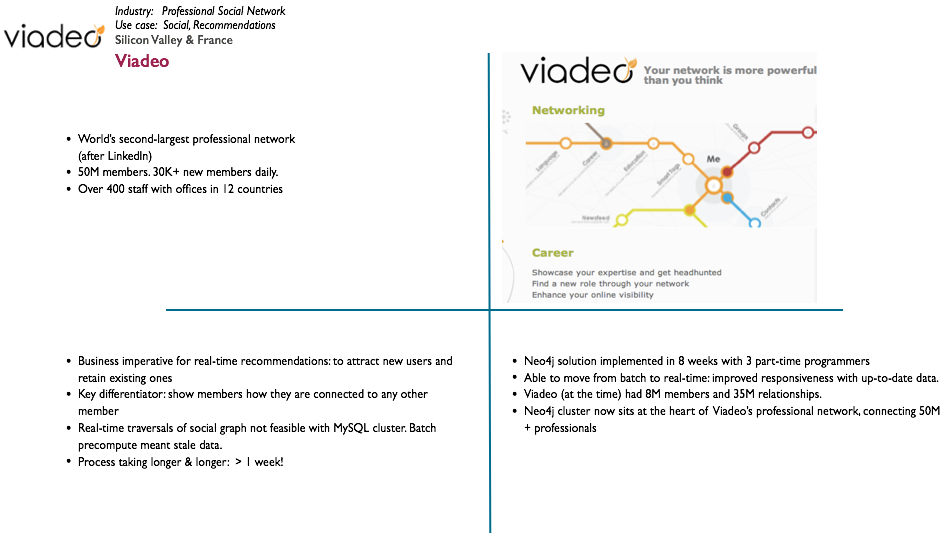 viadeo
Industry: Professional Social Network
Use case: Social, Recommendations
Silicon Valley & France
Viadeo
• World's second-largest professional network
(after LinkedIn)
• 50M members. 30K+ new members daily.
• Over 400 staff with offices in 12 countries
viadeo
Your network is more powerful
than you think
Networking
Language
Career
Education
Smart Tags
Me
Groups
Contacts
Newsfeed
Career
Showcase your expertise and get headhunted
Find a new role through your network
Enhance your online visibility
• Business imperative for real-time recommendations: to attract new users and
retain existing ones
• Key differentiator: show members how they are connected to any other
member
• Real-time traversals of social graph not feasible with MySQL cluster. Batch
precompute meant stale data.
• Process taking longer & longer: > 1 week!
• Neo4j solution implemented in 8 weeks with 3 part-time programmers
• Able to move from batch to real-time: improved responsiveness with up-to-date data.
• Viadeo (at the time) had 8M members and 35M relationships.
• Neo4j cluster now sits at the heart of Viadeo's professional network, connecting 50M
+ professionals